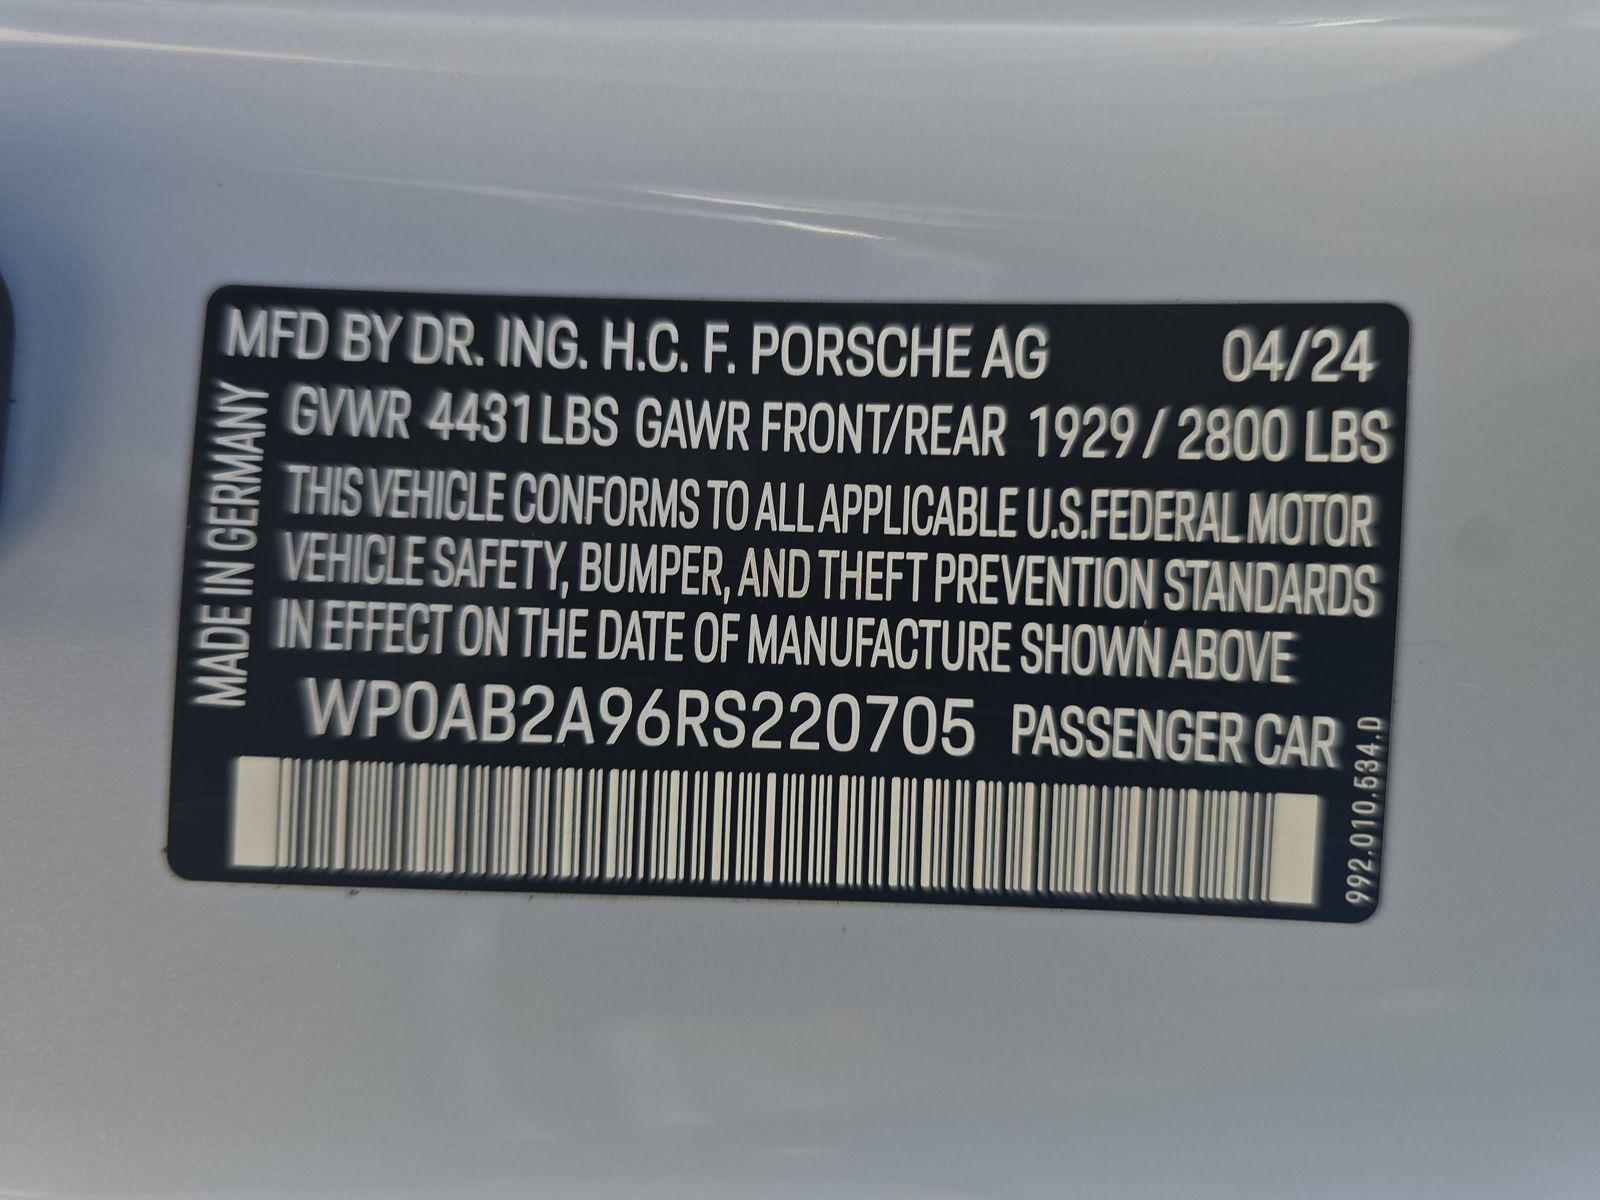 MFD BY DR. ING. H.C. F. PORSCHE AG 04/24
GVWR 4431 LBS GAWR FRONT/REAR 1929 / 2800 LBS
THIS VEHICLE CONFORMS TO ALL APPLICABLE U.S.FEDERAL MOTOR
VEHICLE SAFETY, BUMPER, AND THEFT PREVENTION STANDARDS
IN EFFECT ON THE DATE OF MANUFACTURE SHOWN ABOVE
WP0AB2A96RS220705 PASSENGER CAR
MADE IN GERMANY
992.010.534.D